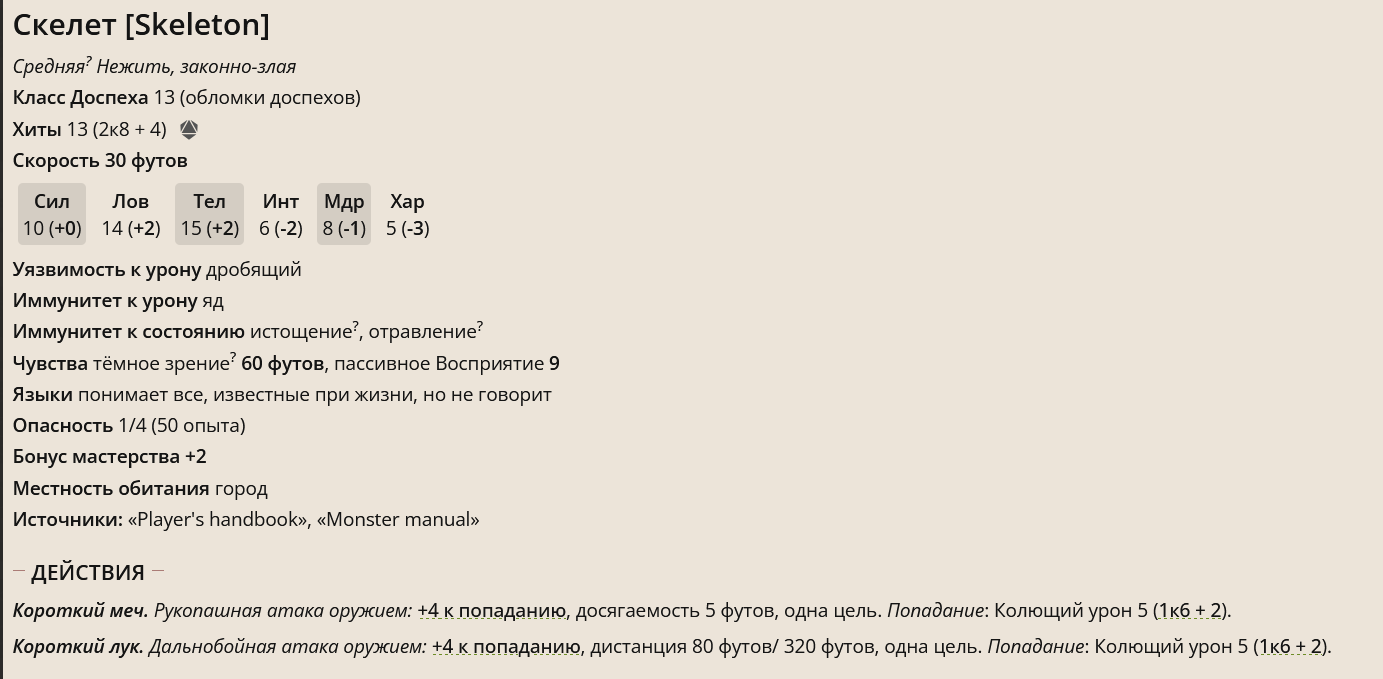 Скелет [Skeleton]
Средняя? Нежить, законно-злая
Класс Доспеха 13 (обломки доспехов)
Хиты 13 (2к8 + 4)
Скорость 30 футов
Сил Лов Тел Инт Мдр Хар
10 (+0) 14 (+2) 15 (+2) 6 (-2) 8 (-1) 5 (-3)
Уязвимость к урону дробящий
Иммунитет к урону яд
Иммунитет к состоянию истощение?, отравление?
Чувства тёмное зрение? 60 футов, пассивное Восприятие 9
Языки понимает все, известные при жизни, но не говорит
Опасность 1/4 (50 опыта)
Бонус мастерства +2
Местность обитания город
Источники: «Player's handbook», «Monster manual»
ДЕЙСТВИЯ
Короткий меч. Рукопашная атака оружием: +4 к попаданию, досягаемость 5 футов, одна цель. Попадание: Колющий урон 5 (1к6 + 2).
Короткий лук. Дальнобойная атака оружием: +4 к попаданию, дистанция 80 футов/ 320 футов, одна цель. Попадание: Колющий урон 5 (1к6 + 2).